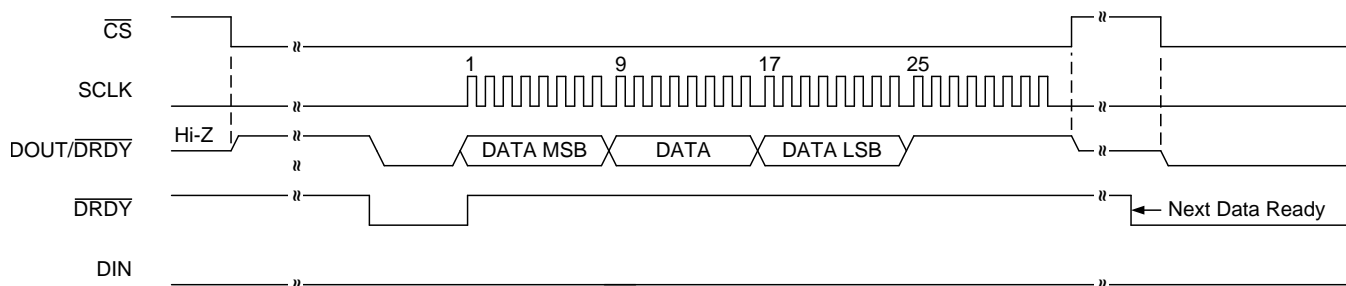 CS
1 9 17 25
SCLK
Hi-Z
DOUT/DRDY
DATA MSB DATA DATA LSB
DRDY
Next Data Ready
DIN